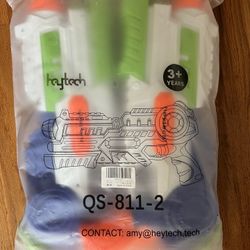 heytech
3+
YEARS
QS-811-2
CONTACT: amy@heytech.tech